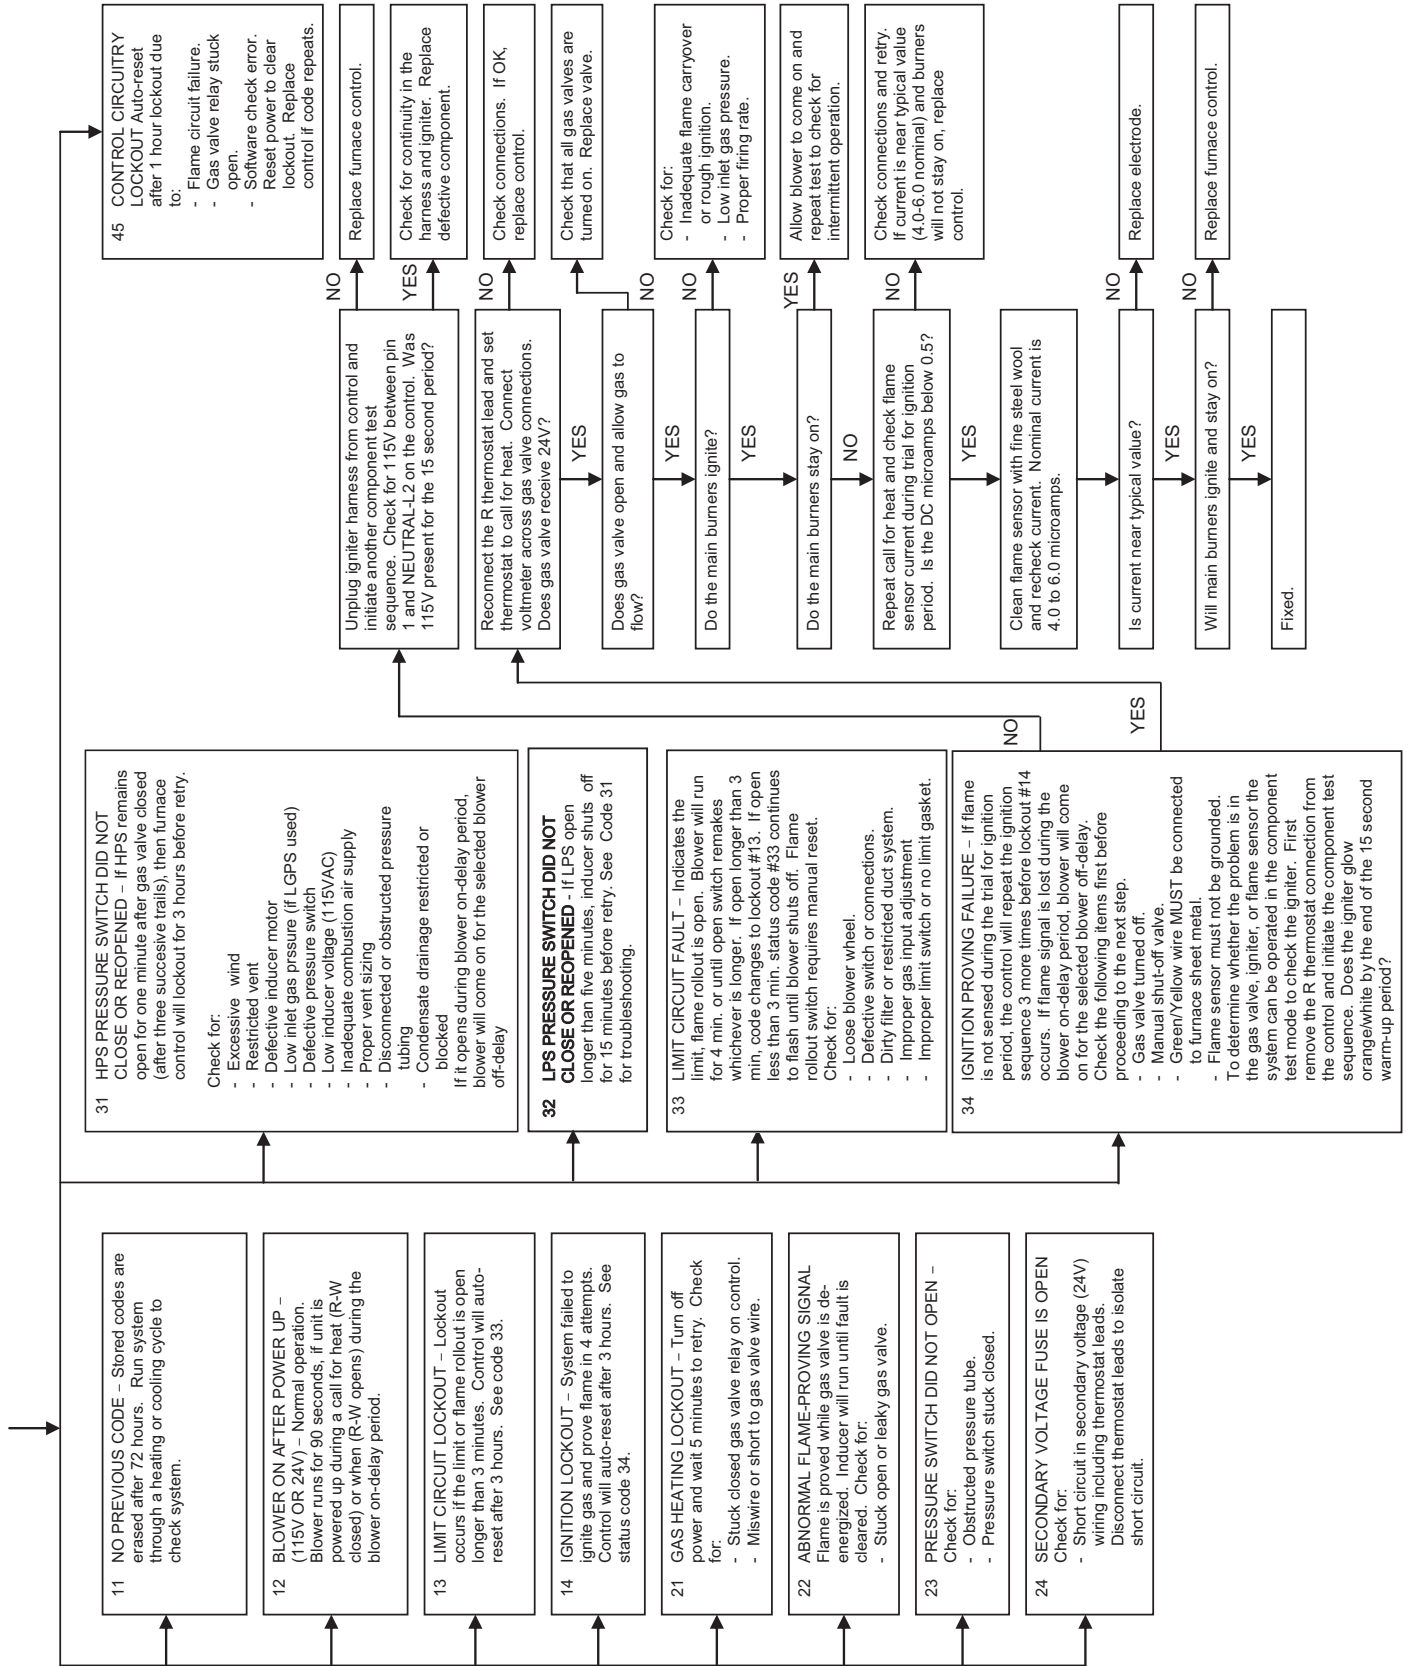 11 NO PREVIOUS CODE – Stored codes are
erased after 72 hours. Run system
through a heating or cooling cycle to
check system.
12 BLOWER ON AFTER POWER UP –
(115V OR 24V) – Normal operation.
Blower runs for 90 seconds, if unit is
powered up during a call for heat (R-W
closed) or when (R-W opens) during the
blower on-delay period.
13 LIMIT CIRCUIT LOCKOUT – Lockout
occurs if the limit or flame rollout is open
longer than 3 minutes. Control will auto-
reset after 3 hours. See code 33.
14 IGNITION LOCKOUT – System failed to
ignite gas and prove flame in 4 attempts.
Control will auto-reset after 3 hours. See
status code 34.
21 GAS HEATING LOCKOUT – Turn off
power and wait 5 minutes to retry. Check
for:
- Stuck closed gas valve relay on control.
- Miswire or short to gas valve wire.
22 ABNORMAL FLAME-PROVING SIGNAL
Flame is proved while gas valve is de-
energized. Inducer will run until fault is
cleared. Check for:
- Stuck open or leaky gas valve.
23 PRESSURE SWITCH DID NOT OPEN –
Check for:
- Obstructed pressure tube.
- Pressure switch stuck closed.
24 SECONDARY VOLTAGE FUSE IS OPEN
Check for:
- Short circuit in secondary voltage (24V)
wiring including thermostat leads.
Disconnect thermostat leads to isolate
short circuit.
31 HPS PRESSURE SWITCH DID NOT
CLOSE OR REOPENED – If HPS remains
open for one minute after gas valve closed
(after three succesive trails), then furnace
control will lockout for 3 hours before retry.
Check for:
- Excessive wind
- Restricted vent
- Defective inducer motor
- Low inlet gas prssure (if LGPS used)
- Defective pressure switch
- Low inducer voltage (115VAC)
- Inadequate combustion air supply
- Proper vent sizing
- Disconnected or obstructed pressure
tubing
- Condensate drainage restricted or
blocked
If it opens during blower on-delay period,
blower will come on for the selected blower
off-delay
32 LPS PRESSURE SWITCH DID NOT
CLOSE OR REOPENED - If LPS open
longer than five minutes, inducer shuts off
for 15 minutes before retry. See Code 31
for troubleshooting.
33 LIMIT CIRCUIT FAULT – Indicates the
limit, flame rollout is open. Blower will run
for 4 min. or until open switch remakes
whichever is longer. If open longer than 3
min, code changes to lockout #13. If open
less than 3 min. status code #33 continues
to flash until blower shuts off. Flame
rollout switch requires manual reset.
Check for:
- Loose blower wheel.
- Defective switch or connections.
- Dirty filter or restricted duct system.
- Improper gas input adjustment
- Improper limit switch or no limit gasket.
34 IGNITION PROVING FAILURE – If flame
is not sensed during the trial for ignition
period, the control will repeat the ignition
sequence 3 more times before lockout #14
occurs. If flame signal is lost during the
blower on-delay period, blower will come
on for the selected blower off-delay.
Check the following items first before
proceeding to the next step.
- Gas valve turned off.
- Manual shut-off valve.
- Green/Yellow wire MUST be connected
to furnace sheet metal.
- Flame sensor must not be grounded.
To determine whether the problem is in
the gas valve, igniter, or flame sensor the
system can be operated in the component
test mode to check the igniter. First
remove the R thermostat connection from
the control and initiate the component test
sequence. Does the igniter glow
orange/white by the end of the 15 second
warm-up period?
NO
YES
45 CONTROL CIRCUITRY
LOCKOUT Auto-reset
after 1 hour lockout due
to:
- Flame circuit failure.
- Gas valve relay stuck
open.
- Software check error.
Reset power to clear
lockout. Replace
control if code repeats.
Unplug igniter harness from control and
initiate another component test
sequence. Check for 115V between pin
1 and NEUTRAL-L2 on the control. Was
115V present for the 15 second period?
NO
Replace furnace control.
YES
Check for continuity in the
harness and igniter. Replace
defective component.
Reconnect the R thermostat lead and set
thermostat to call for heat. Connect
voltmeter across gas valve connections.
Does gas valve receive 24V?
NO
Check connections. If OK,
replace control.
YES
Does gas valve open and allow gas to
flow?
NO
Check that all gas valves are
turned on. Replace valve.
YES
Do the main burners ignite?
NO
Check for:
- Inadequate flame carryover
or rough ignition.
- Low inlet gas pressure.
- Proper firing rate.
YES
Do the main burners stay on?
YES
Allow blower to come on and
repeat test to check for
intermittent operation.
NO
Repeat call for heat and check flame
sensor current during trial for ignition
period. Is the DC microamps below 0.5?
NO
Check connections and retry.
If current is near typical value
(4.0-6.0 nominal) and burners
will not stay on, replace
control.
YES
Clean flame sensor with fine steel wool
and recheck current. Nominal current is
4.0 to 6.0 microamps.
Is current near typical value?
NO
Replace electrode.
YES
Will main burners ignite and stay on?
NO
Replace furnace control.
YES
Fixed.